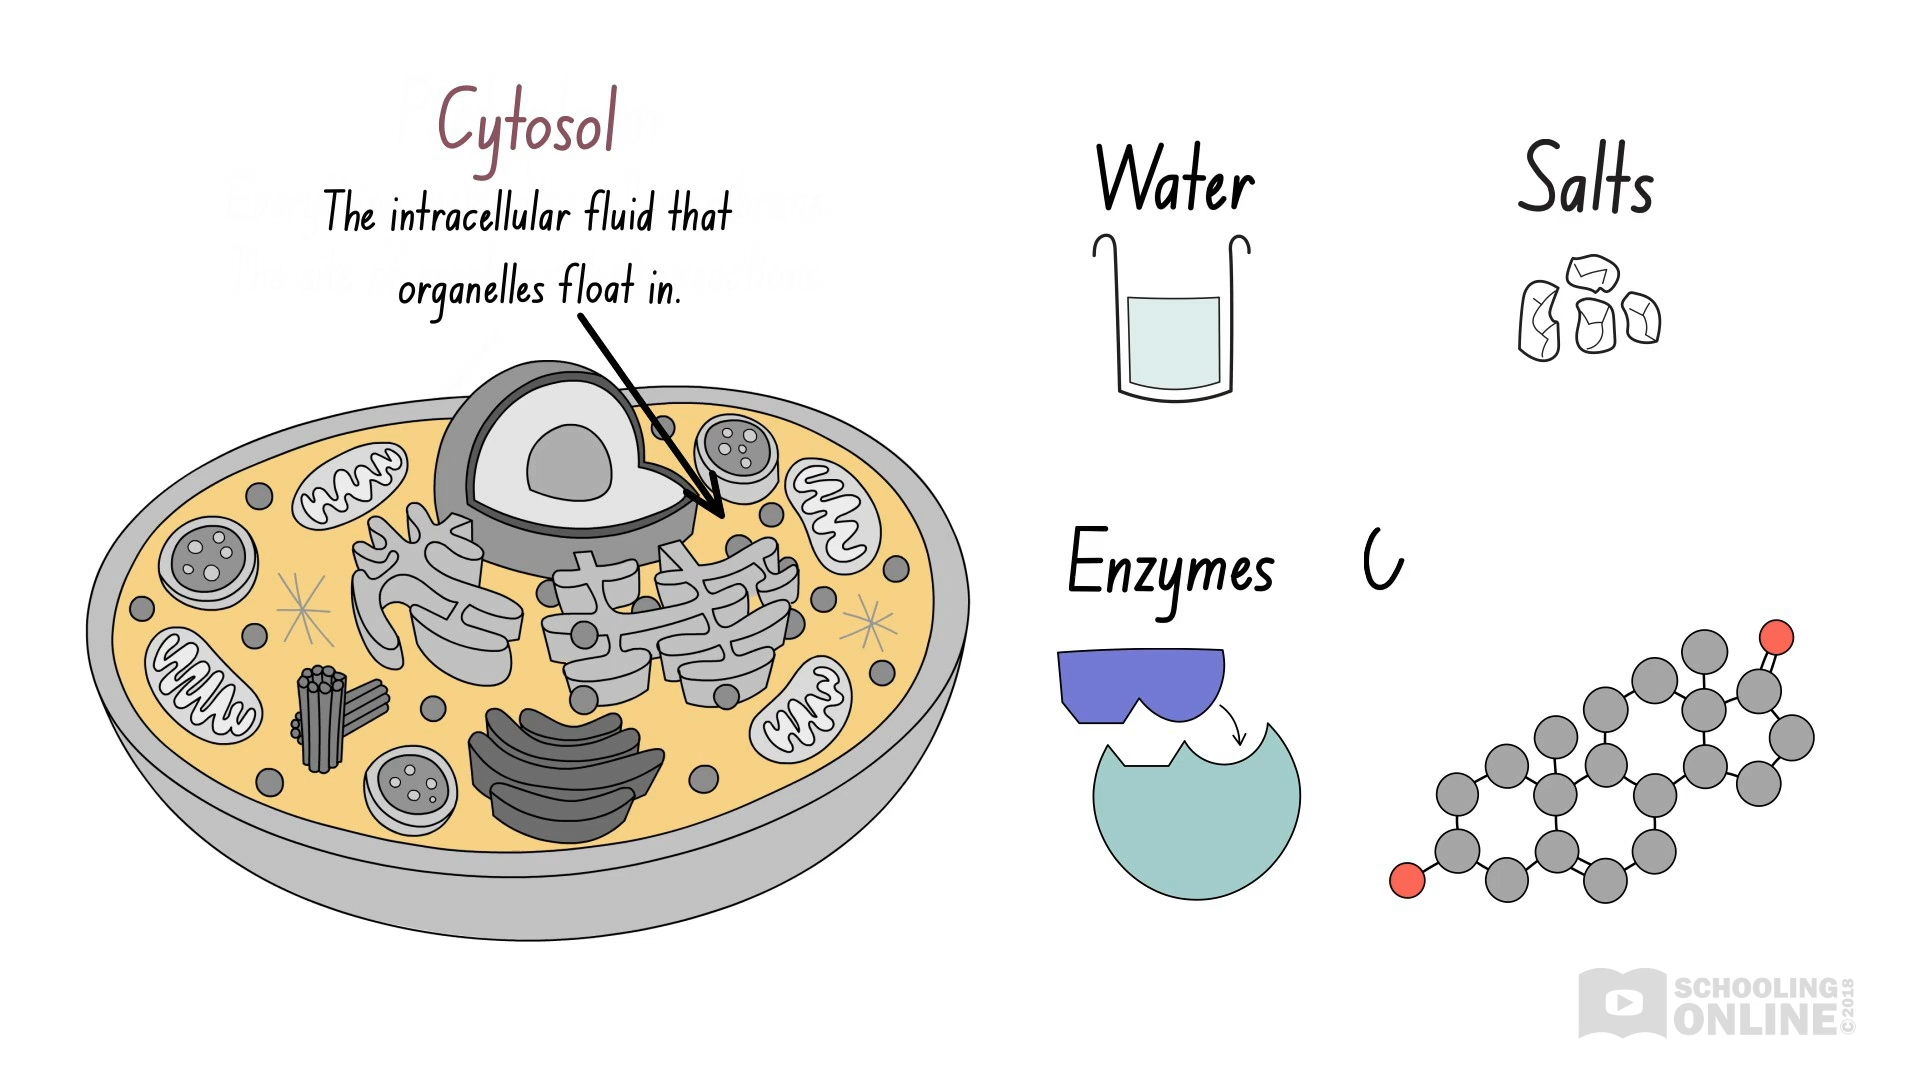 Cytosol
The intracellular fluid that
organelles float in.
Water
Salts
Enzymes
SCHOOLING
ONLINE
©2018